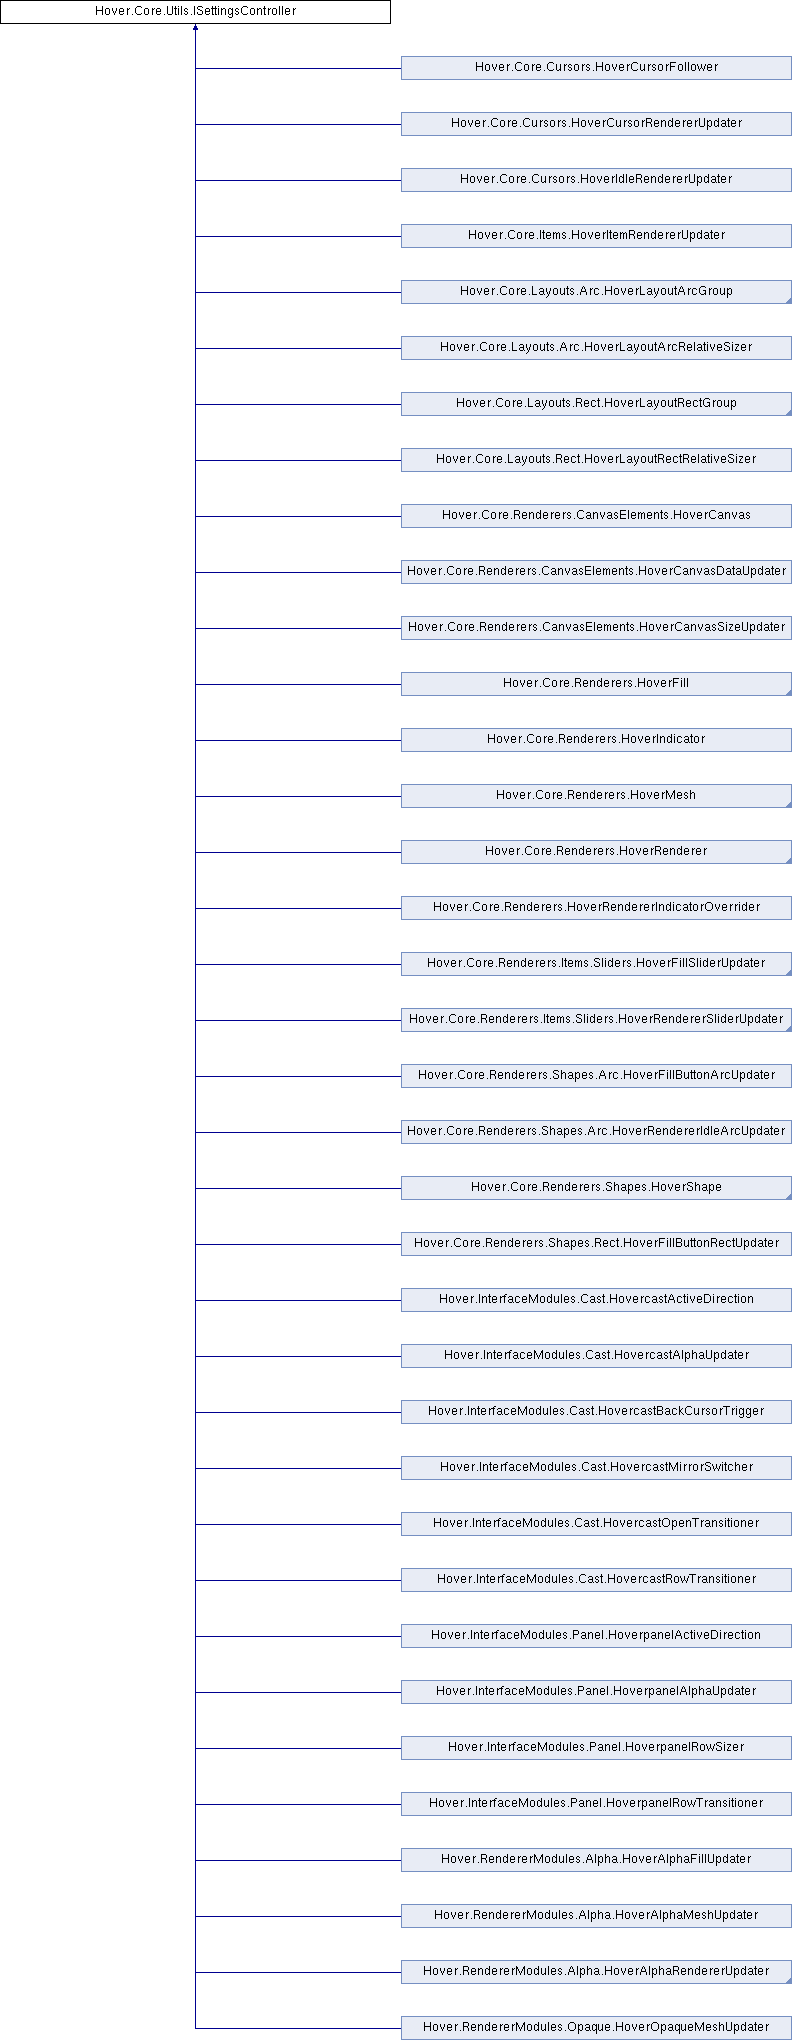 Hover.Core.Utils.ISettingsController
Hover.Core.Cursors.HoverCursorFollower
Hover.Core.Cursors.HoverCursorRendererUpdater
Hover.Core.Cursors.HoverIdleRendererUpdater
Hover.Core.Items.HoverItemRendererUpdater
Hover.Core.Layouts.Arc.HoverLayoutArcGroup
Hover.Core.Layouts.Arc.HoverLayoutArcRelativeSizer
Hover.Core.Layouts.Rect.HoverLayoutRectGroup
Hover.Core.Layouts.Rect.HoverLayoutRectRelativeSizer
Hover.Core.Renderers.CanvasElements.HoverCanvas
Hover.Core.Renderers.CanvasElements.HoverCanvasDataUpdater
Hover.Core.Renderers.CanvasElements.HoverCanvasSizeUpdater
Hover.Core.Renderers.HoverFill
Hover.Core.Renderers.HoverIndicator
Hover.Core.Renderers.HoverMesh
Hover.Core.Renderers.HoverRenderer
Hover.Core.Renderers.HoverRendererIndicatorOverrider
Hover.Core.Renderers.Items.Sliders.HoverFillSliderUpdater
Hover.Core.Renderers.Items.Sliders.HoverRendererSliderUpdater
Hover.Core.Renderers.Shapes.Arc.HoverFillButtonArcUpdater
Hover.Core.Renderers.Shapes.Arc.HoverRendererIdleArcUpdater
Hover.Core.Renderers.Shapes.HoverShape
Hover.Core.Renderers.Shapes.Rect.HoverFillButtonRectUpdater
Hover.InterfaceModules.Cast.HovercastActiveDirection
Hover.InterfaceModules.Cast.HovercastAlphaUpdater
Hover.InterfaceModules.Cast.HovercastBackCursorTrigger
Hover.InterfaceModules.Cast.HovercastMirrorSwitcher
Hover.InterfaceModules.Cast.HovercastOpenTransitioner
Hover.InterfaceModules.Cast.HovercastRowTransitioner
Hover.InterfaceModules.Panel.HoverpanelActiveDirection
Hover.InterfaceModules.Panel.HoverpanelAlphaUpdater
Hover.InterfaceModules.Panel.HoverpanelRowSizer
Hover.InterfaceModules.Panel.HoverpanelRowTransitioner
Hover.RendererModules.Alpha.HoverAlphaFillUpdater
Hover.RendererModules.Alpha.HoverAlphaMeshUpdater
Hover.RendererModules.Alpha.HoverAlphaRendererUpdater
Hover.RendererModules.Opaque.HoverOpaqueMeshUpdater